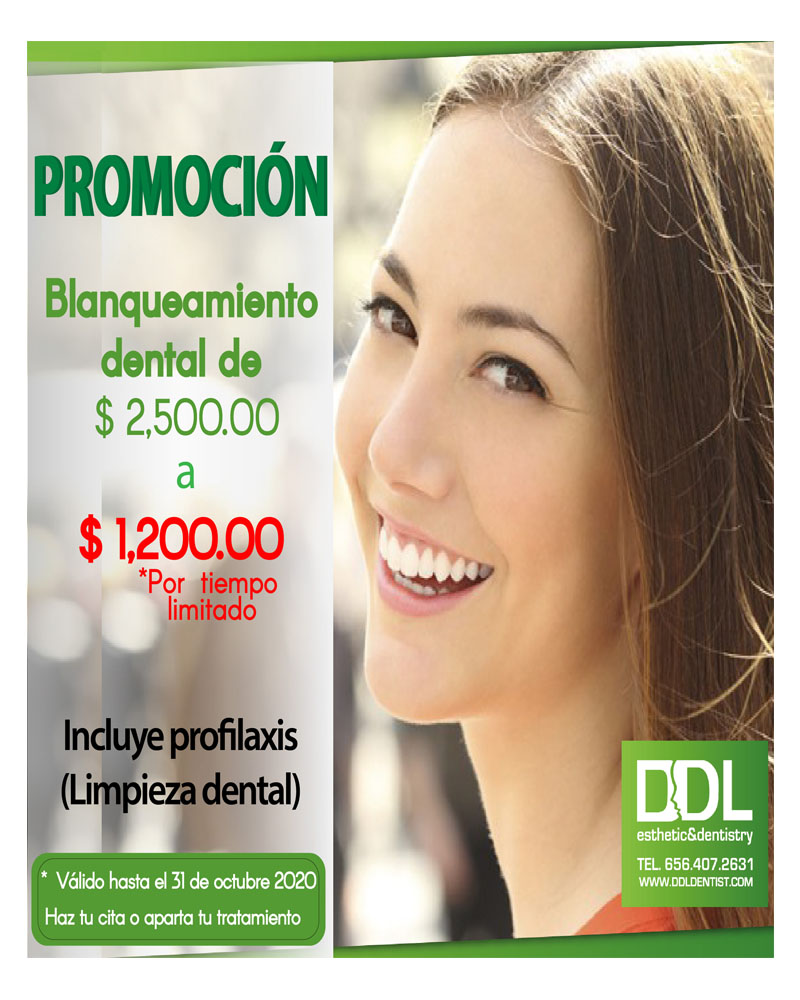 PROMOCIÓN
Blanqueamiento
dental de
$ 2,500.00
a
$ 1,200.00
*Por tiempo
limitado
Incluye profilaxis
(Limpieza dental)
* Válido hasta el 31 de octubre 2020
Haz tu cita o aparta tu tratamiento
DDL
esthetic&dentistry
TEL. 656.407.2631
WWW.DDLDENTIST.COM